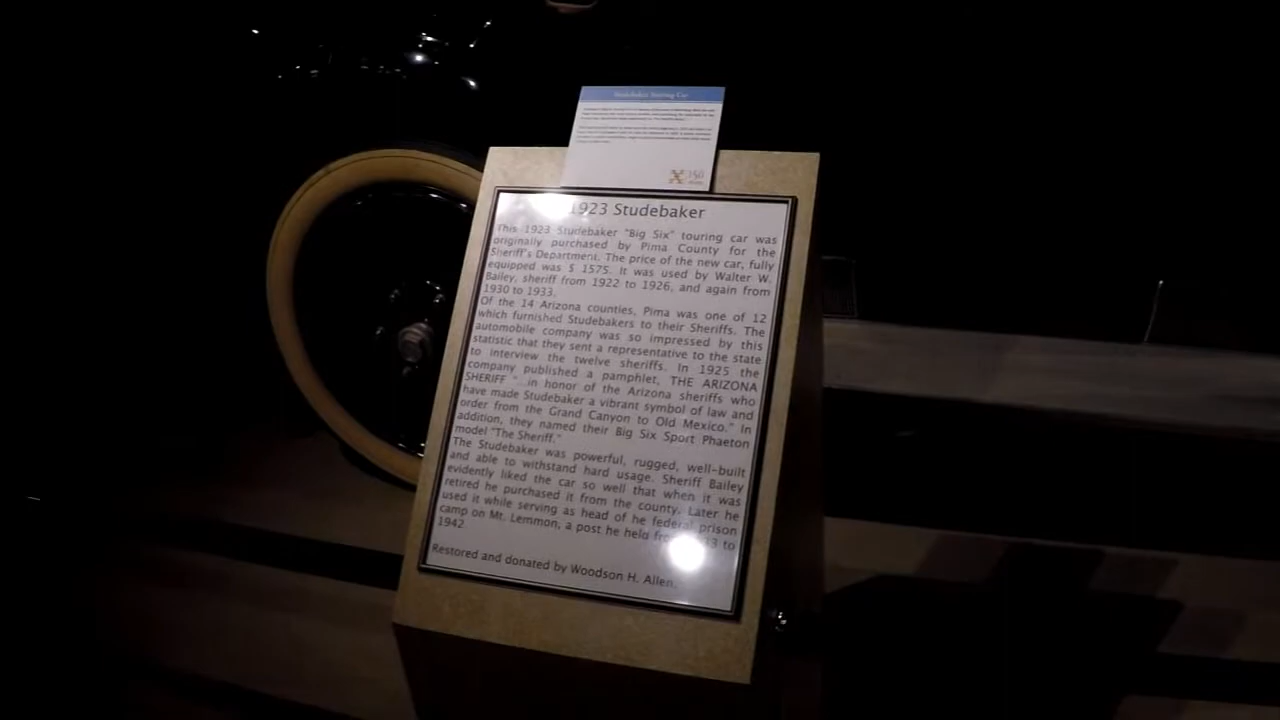 Studebaker Touring Car
150
1923 Studebaker
This 1923 Studebaker "Big Six" touring car was
originally purchased by Pima County for the
Sheriff's Department. The price of the new car, fully
equipped was $ 1575. It was used by Walter W.
Bailey, sheriff from 1922 to 1926, and again from
1930 to 1933.
Of the 14 Arizona counties, Pima was one of 12
which furnished Studebakers to their Sheriffs. The
automobile company was so impressed by this
statistic that they sent a representative to the state
to interview the twelve sheriffs. In 1925 the
company published a pamphlet, THE ARIZONA
SHERIFF "...in honor of the Arizona sheriffs who
have made Studebaker a vibrant symbol of law and
order from the Grand Canyon to Old Mexico." In
addition, they named their Big Six Sport Phaeton
model "The Sheriff."
The Studebaker was powerful, rugged, well-built
and able to withstand hard usage. Sheriff Bailey
evidently liked the car so well that when it was
retired he purchased it from the county. Later he
used it while serving as head of he federal prison
camp on Mt. Lemmon, a post he held to
1942.
Restored and donated by Woodson H. Allen.